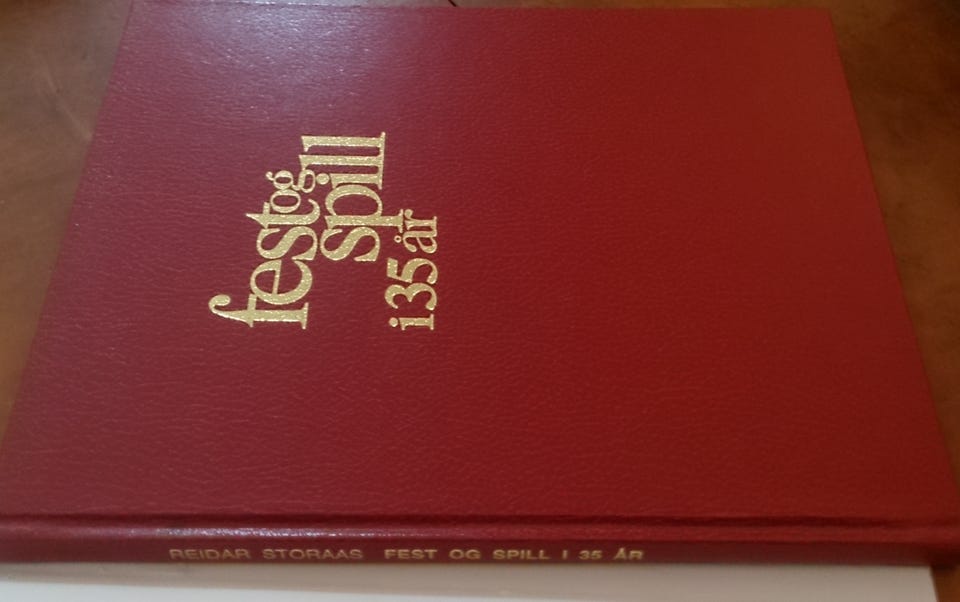 fest og
spill
i 35 år
REIDAR STORAAS FEST OG SPILL I 35 ÅR